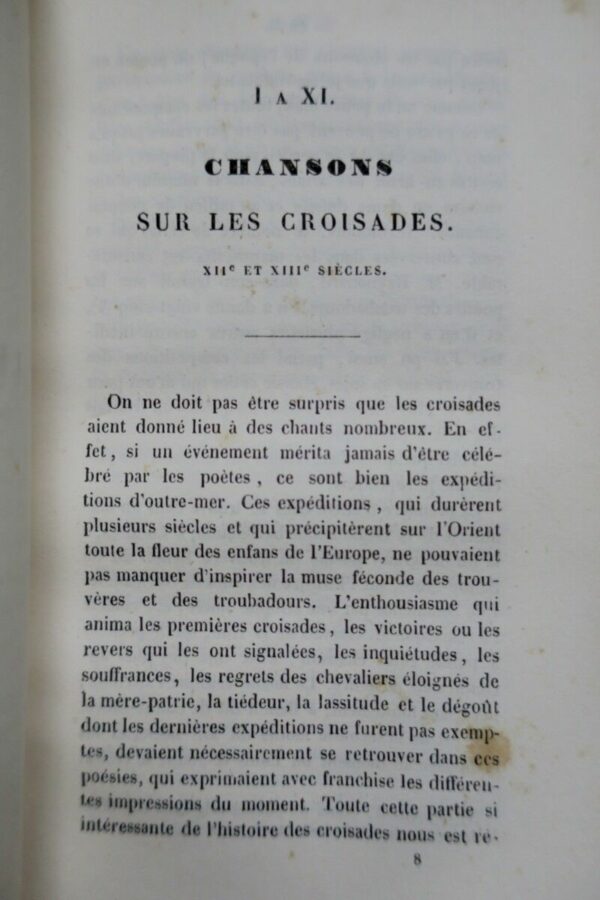 I A XI.
CHANSONS
SUR LES CROISADES.
XIIe ET XIIIe SIÈCLES.
On ne doit pas être surpris que les croisades
aient donné lieu à des chants nombreux. En ef-
fet, si un événement mérita jamais d'être célé-
bré par les poètes, ce sont bien les expédi-
tions d'outre-mer. Ces expéditions, qui durèrent
plusieurs siècles et qui précipitèrent sur l'Orient
toute la fleur des enfans de l'Europe, ne pouvaient
pas manquer d'inspirer la muse féconde des trou-
vères et des troubadours. L'enthousiasme qui
anima les premières croisades, les victoires ou les
revers qui les ont signalées, les inquiétudes, les
souffrances, les regrets des chevaliers éloignés de
la mère-patrie, la tiédeur, la lassitude et le dégoût
dont les dernières expéditions ne furent pas exemp-
tes, devaient nécessairement se retrouver dans ces
poésies, qui exprimaient avec franchise les différen-
tes impressions du moment. Toute cette partie si
intéressante de l'histoire des croisades nous est ré-
8